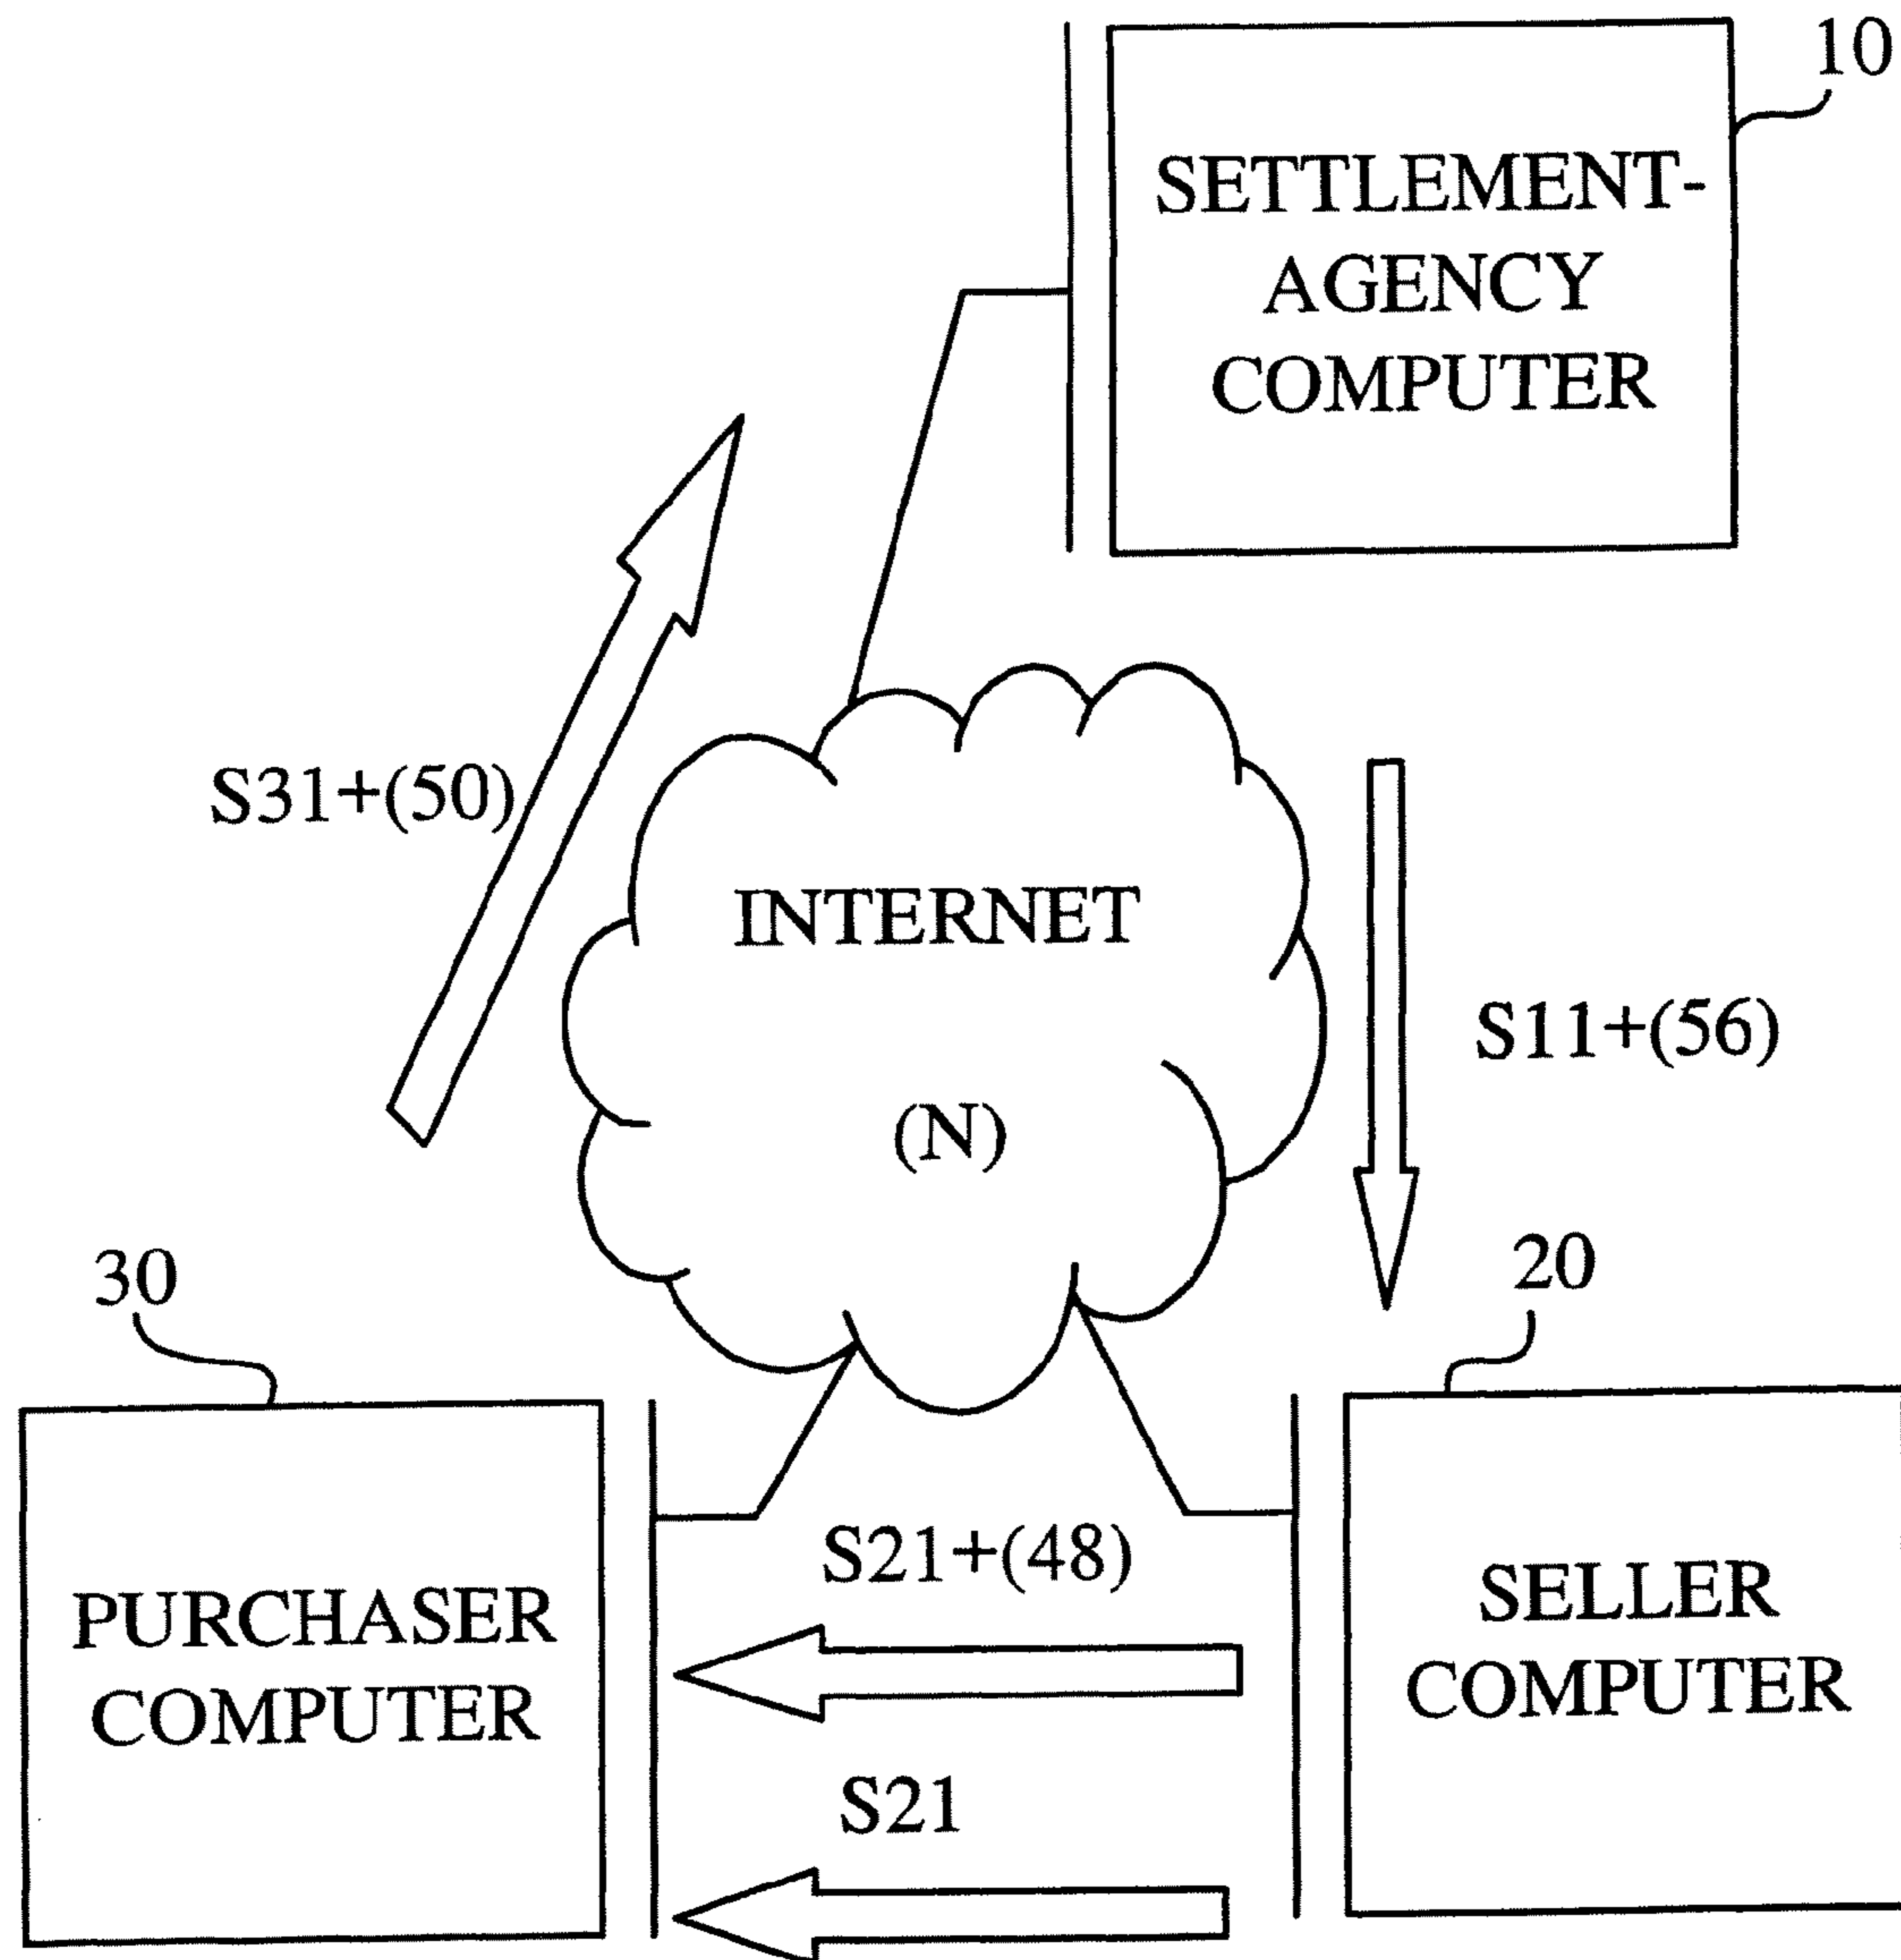 10
SETTLEMENT-
AGENCY
COMPUTER
S31+(50)
INTERNET
(N)
S11+(56)
30
20
PURCHASER
COMPUTER
S21+(48)
SELLER
COMPUTER
S21